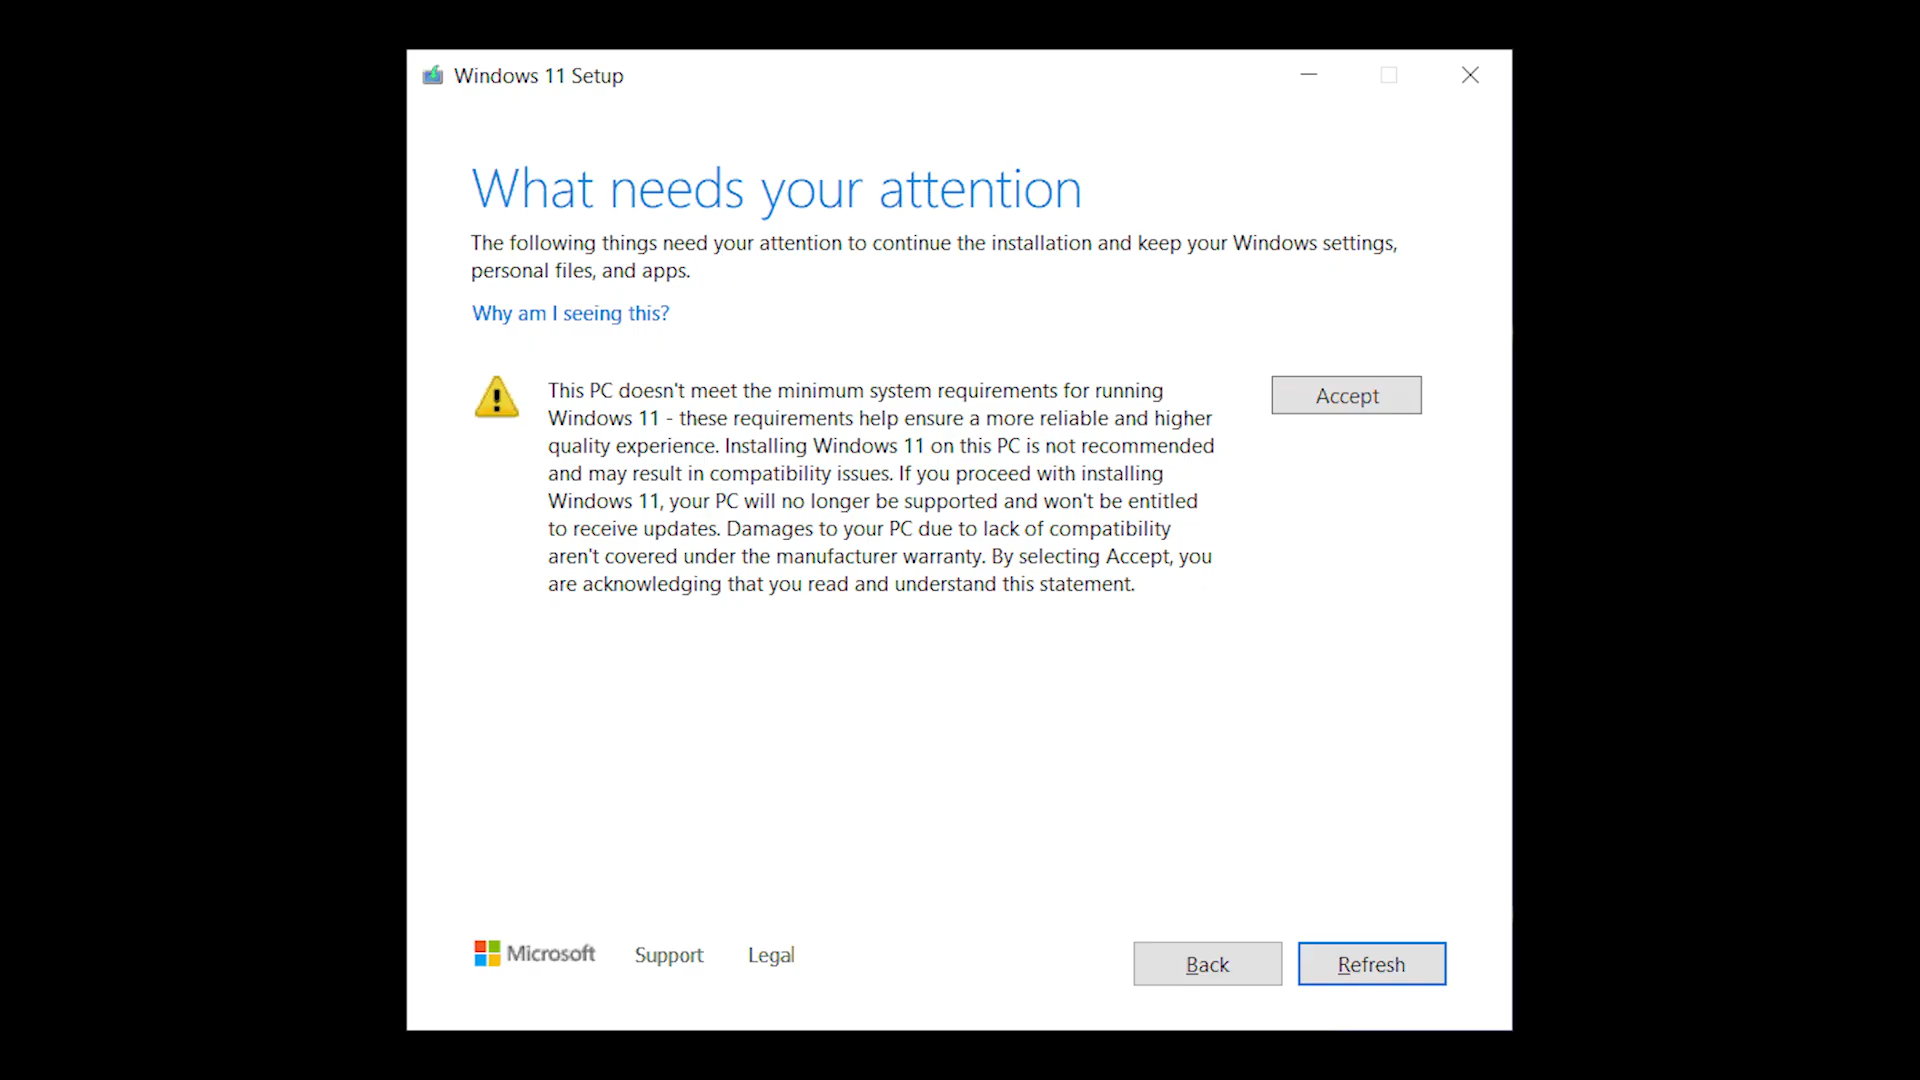 Windows 11 Setup
What needs your attention
The following things need your attention to continue the installation and keep your Windows settings,
personal files, and apps.
Why am I seeing this?
This PC doesn't meet the minimum system requirements for running
Windows 11 - these requirements help ensure a more reliable and higher
quality experience. Installing Windows 11 on this PC is not recommended
and may result in compatibility issues. If you proceed with installing
Windows 11, your PC will no longer be supported and won't be entitled
to receive updates. Damages to your PC due to lack of compatibility
aren't covered under the manufacturer warranty. By selecting Accept, you
are acknowledging that you read and understand this statement.
Accept
Microsoft Support Legal
Back Refresh